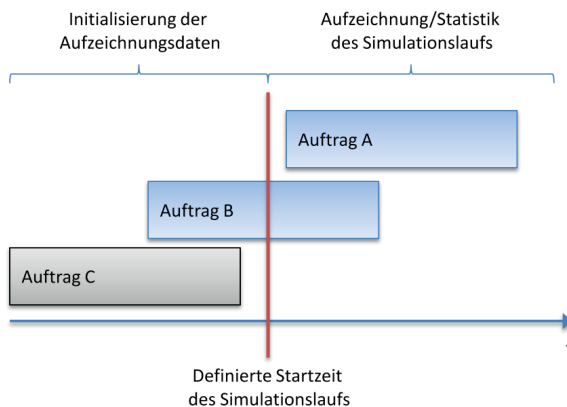 Initialisierung der
Aufzeichnungsdaten
Aufzeichnung/Statistik
des Simulationslaufs
Auftrag A
Auftrag B
Auftrag C
Definierte Startzeit
des Simulationslaufs